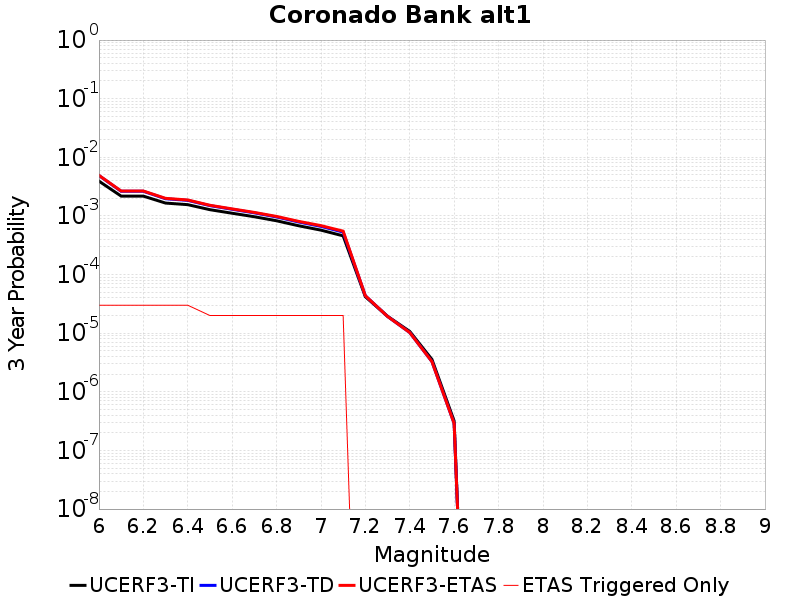 Coronado Bank alt1
10^0
10^-1
10^-2
10^-3
10^-4
10^-5
10^-6
10^-7
10^-8
3 Year Probability
6 6.2 6.4 6.6 6.8 7 7.2 7.4 7.6 7.8 8 8.2 8.4 8.6 8.8 9
Magnitude
UCERF3-TI UCERF3-TD UCERF3-ETAS ETAS Triggered Only